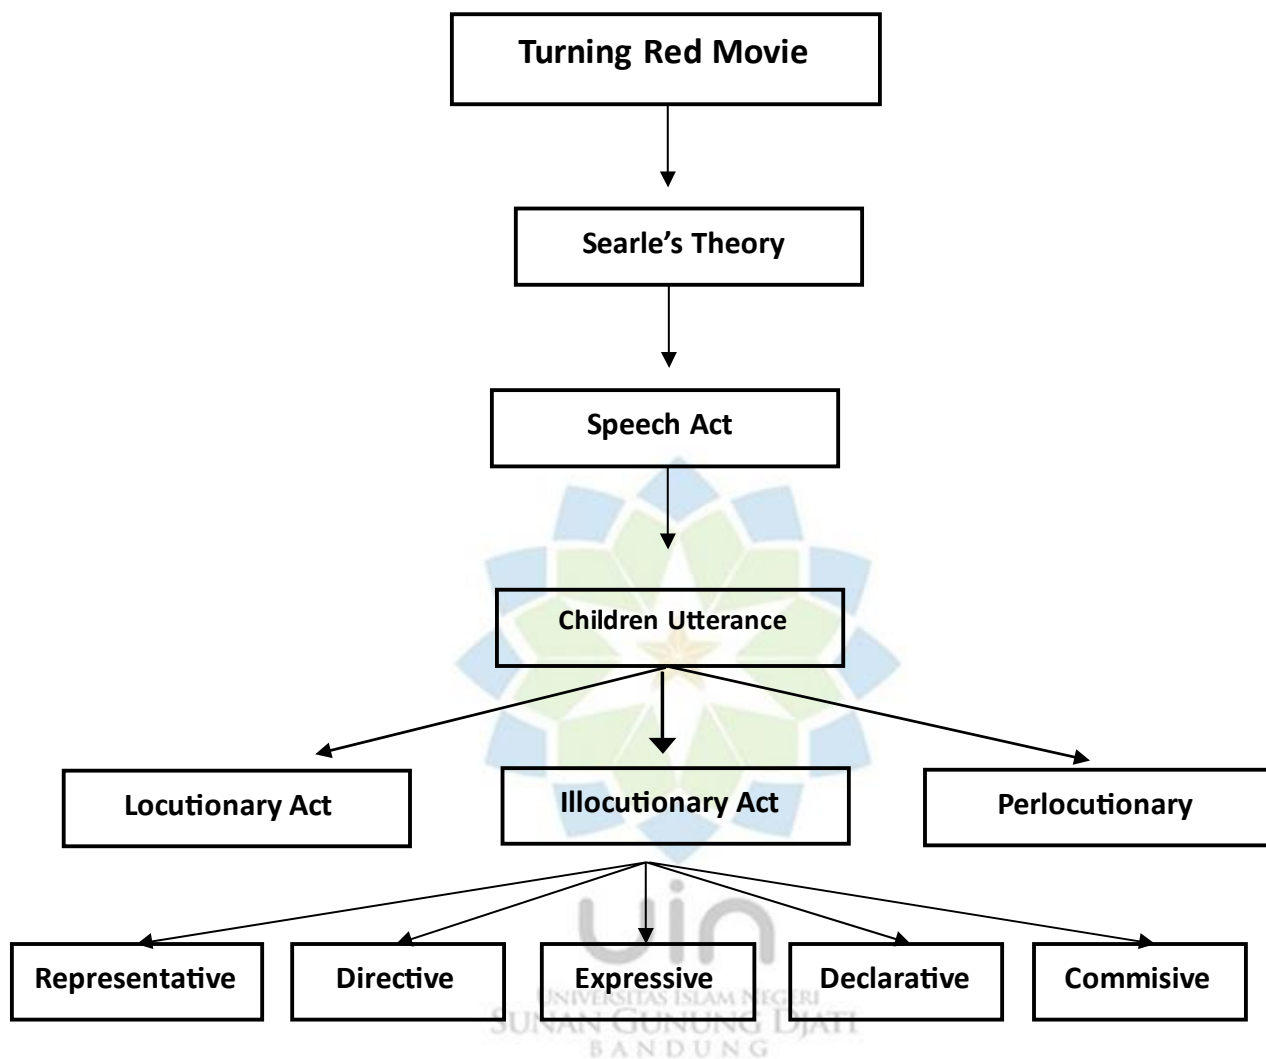 Turning Red Movie
Searle’s Theory
Speech Act
Children Utterance
Locutionary Act
Illocutionary Act
Perlocutionary
Representative
Directive
Expressive
Declarative
Commisive
uin
UNIVERSITAS ISLAM NEGERI
SUNAN GUNUNG DJATI
BANDUNG